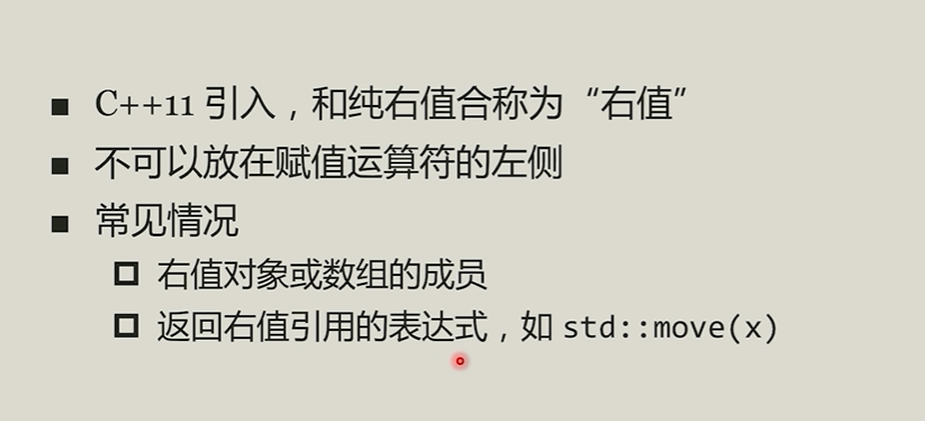 C++11 引入，和纯右值合称为“右值”
不可以放在赋值运算符的左侧
常见情况
右值对象或数组的成员
返回右值引用的表达式，如 std::move(x)